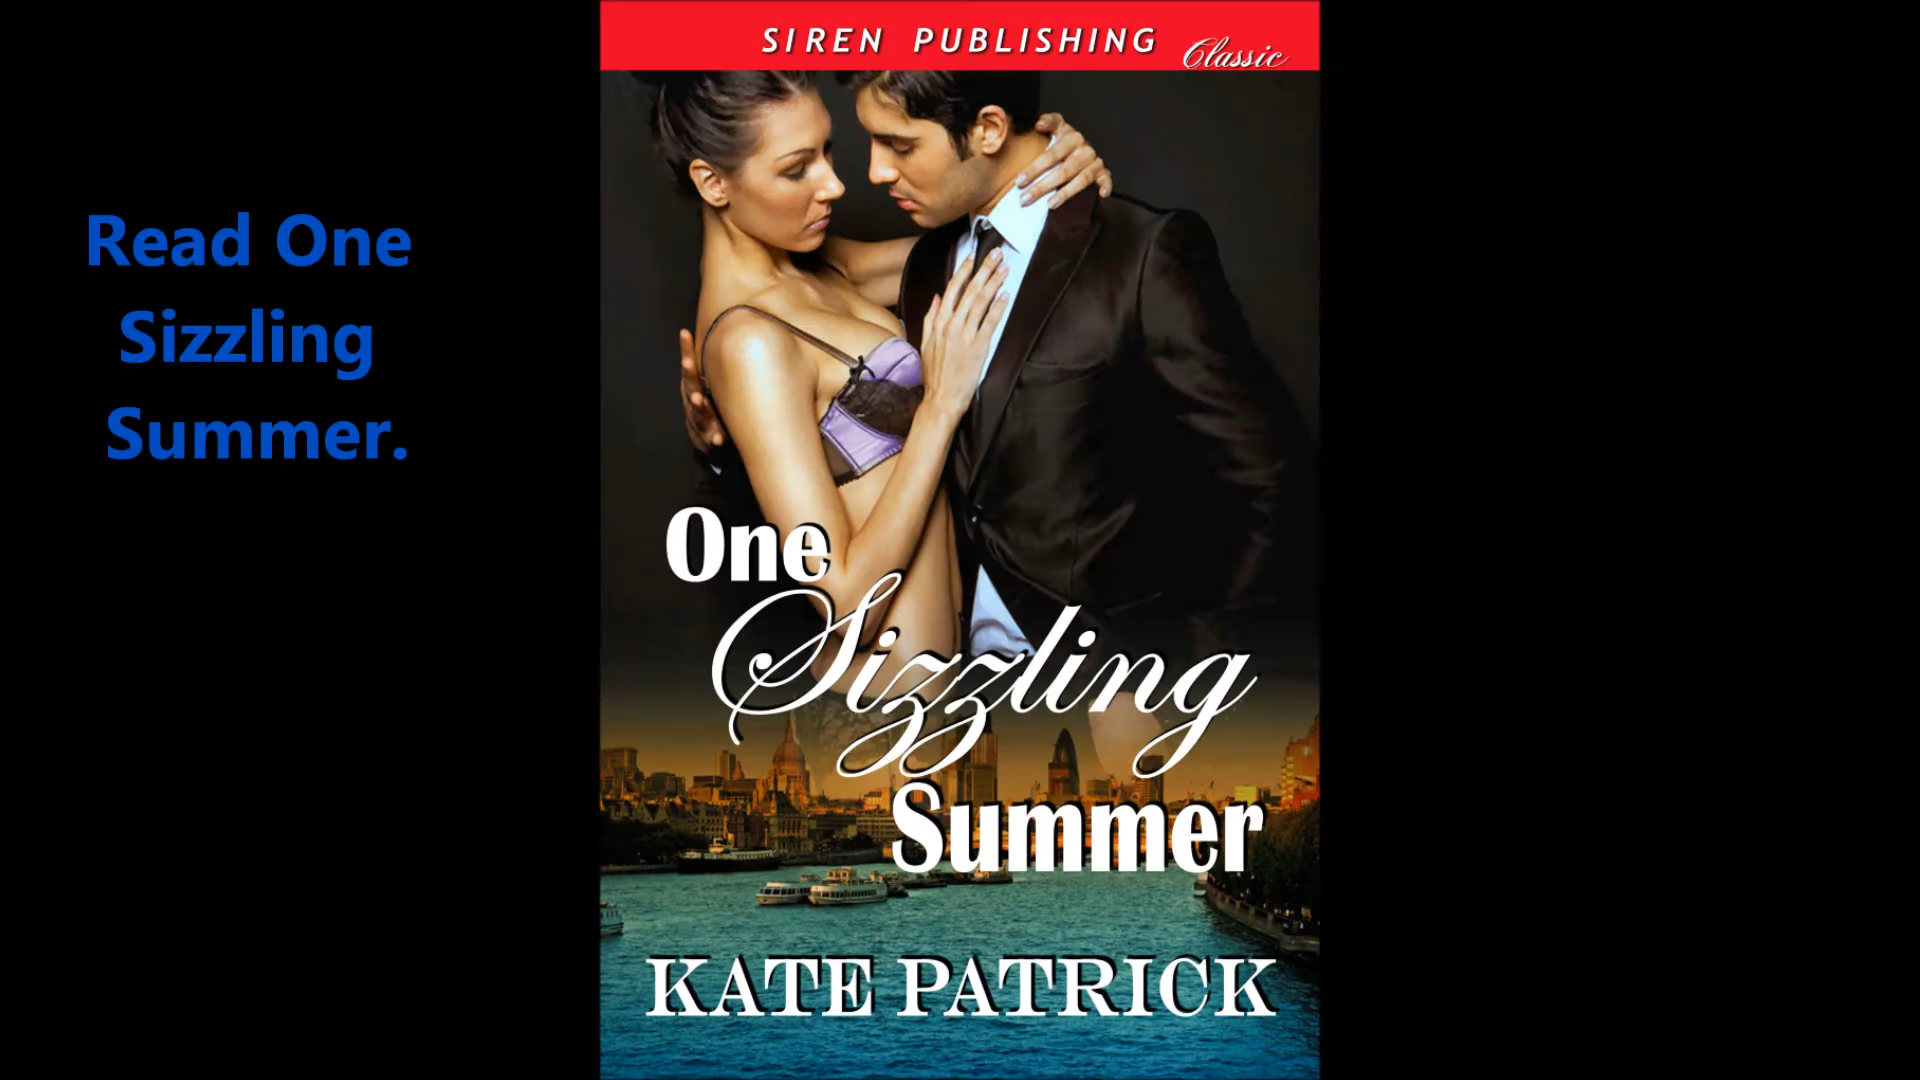 Read One
Sizzling
Summer.
SIREN PUBLISHING
Classic
One
Sizzling
Summer
KATE PATRICK